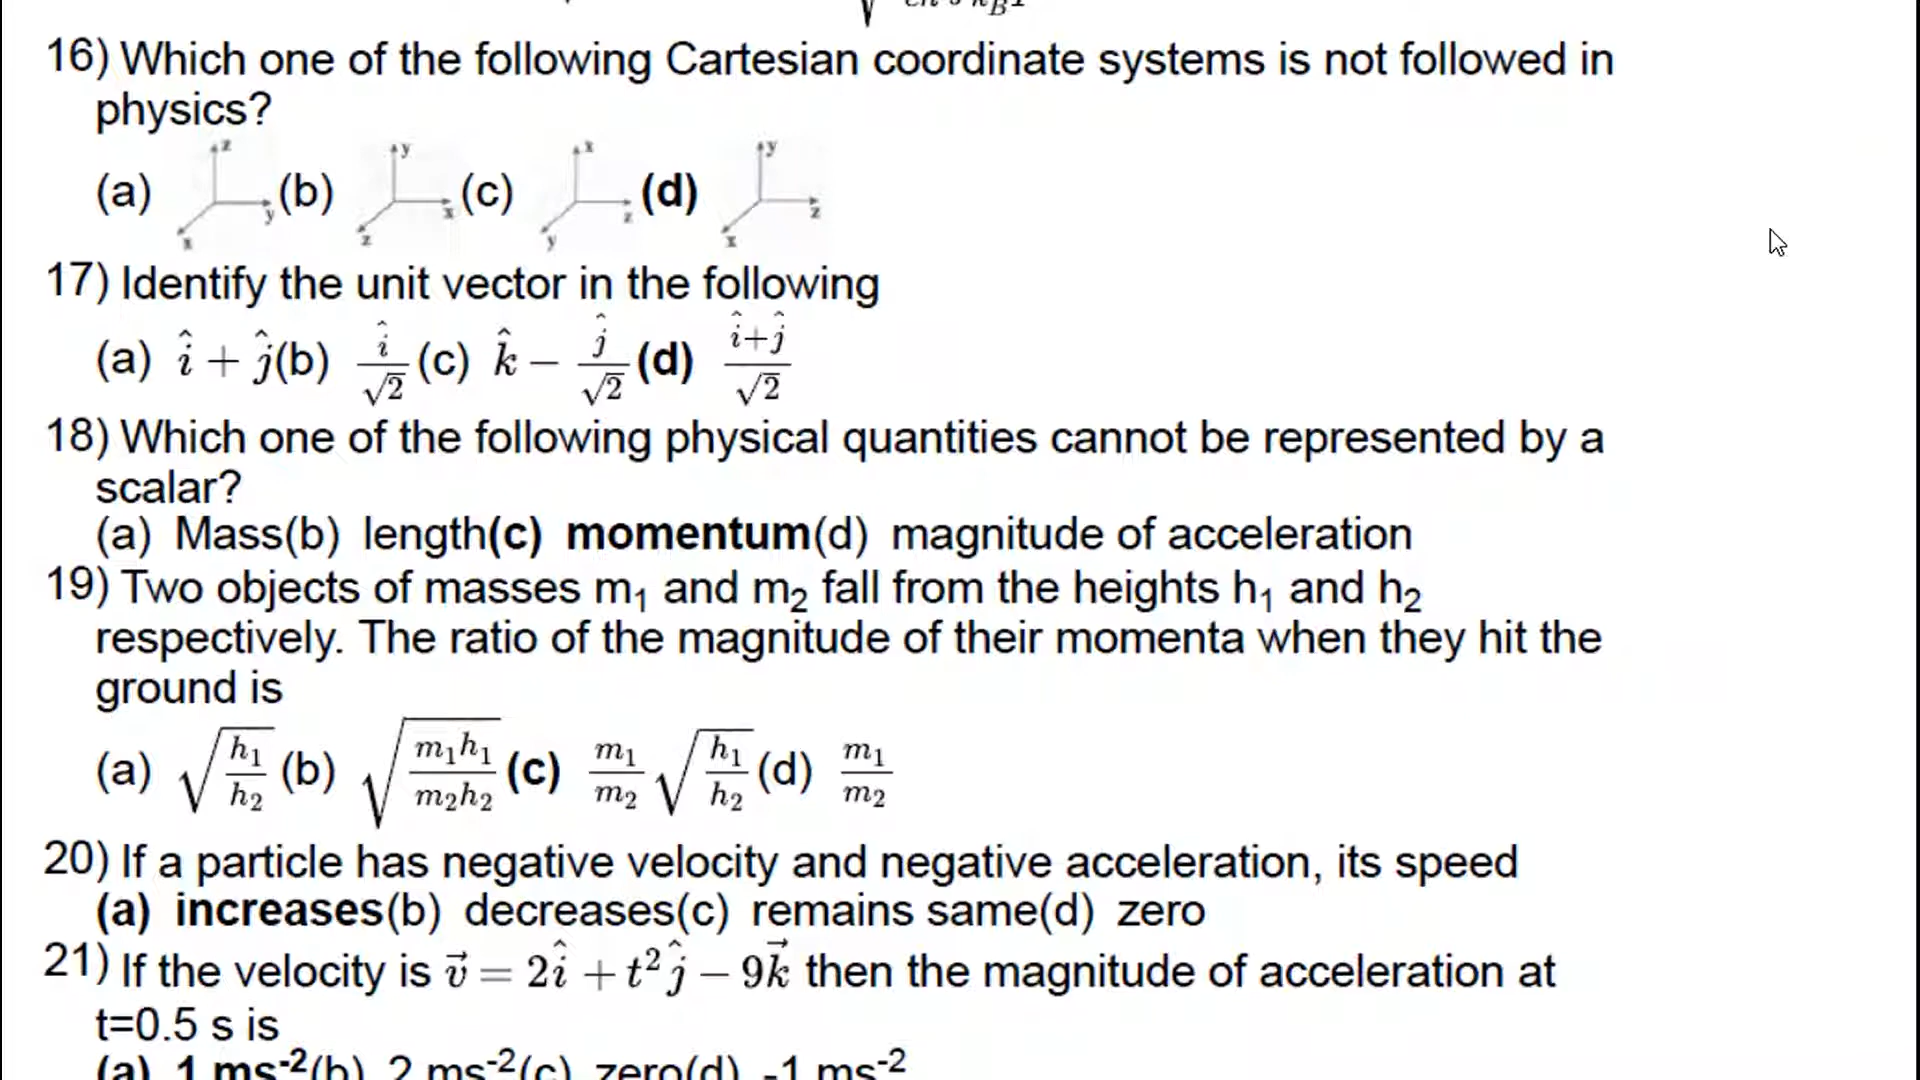 16) Which one of the following Cartesian coordinate systems is not followed in
physics?
z y x y
(a) (b) (c) (d)
y x z z
x z y x
17) Identify the unit vector in the following
(a) î + ĵ(b) î/√2 (c) k̂ − ĵ/√2 (d) î+ĵ/√2
18) Which one of the following physical quantities cannot be represented by a
scalar?
(a) Mass(b) length(c) momentum(d) magnitude of acceleration
19) Two objects of masses m₁ and m₂ fall from the heights h₁ and h₂
respectively. The ratio of the magnitude of their momenta when they hit the
ground is
(a) √(h₁/h₂) (b) √(m₁h₁/m₂h₂) (c) m₁/m₂ √(h₁/h₂) (d) m₁/m₂
20) If a particle has negative velocity and negative acceleration, its speed
(a) increases(b) decreases(c) remains same(d) zero
21) If the velocity is v⃗ = 2î + t²ĵ − 9k⃗ then the magnitude of acceleration at
t=0.5 s is
(a) 1 ms⁻²(b) 2 ms⁻²(c) zero(d) -1 ms⁻²